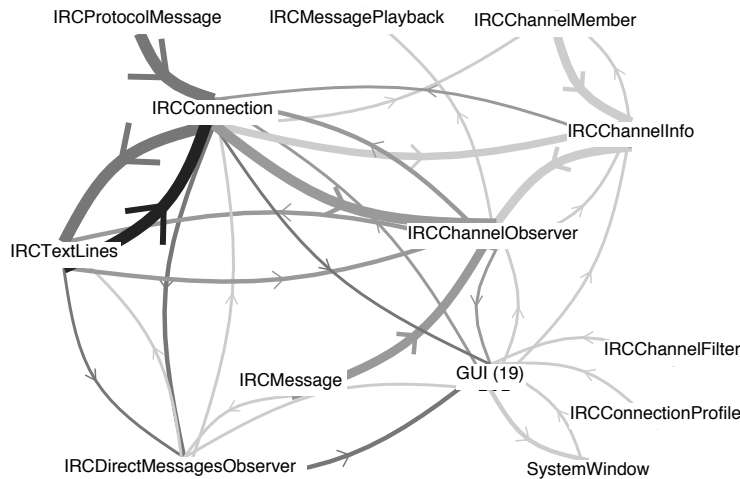 IRCProtocolMessage
IRCMessagePlayback
IRCChannelMember
IRCConnection
IRCChannelInfo
IRCChannelObserver
IRCTextLines
IRCChannelFilter
GUI (19)
IRCMessage
IRCConnectionProfile
IRCDirectMessagesObserver
SystemWindow